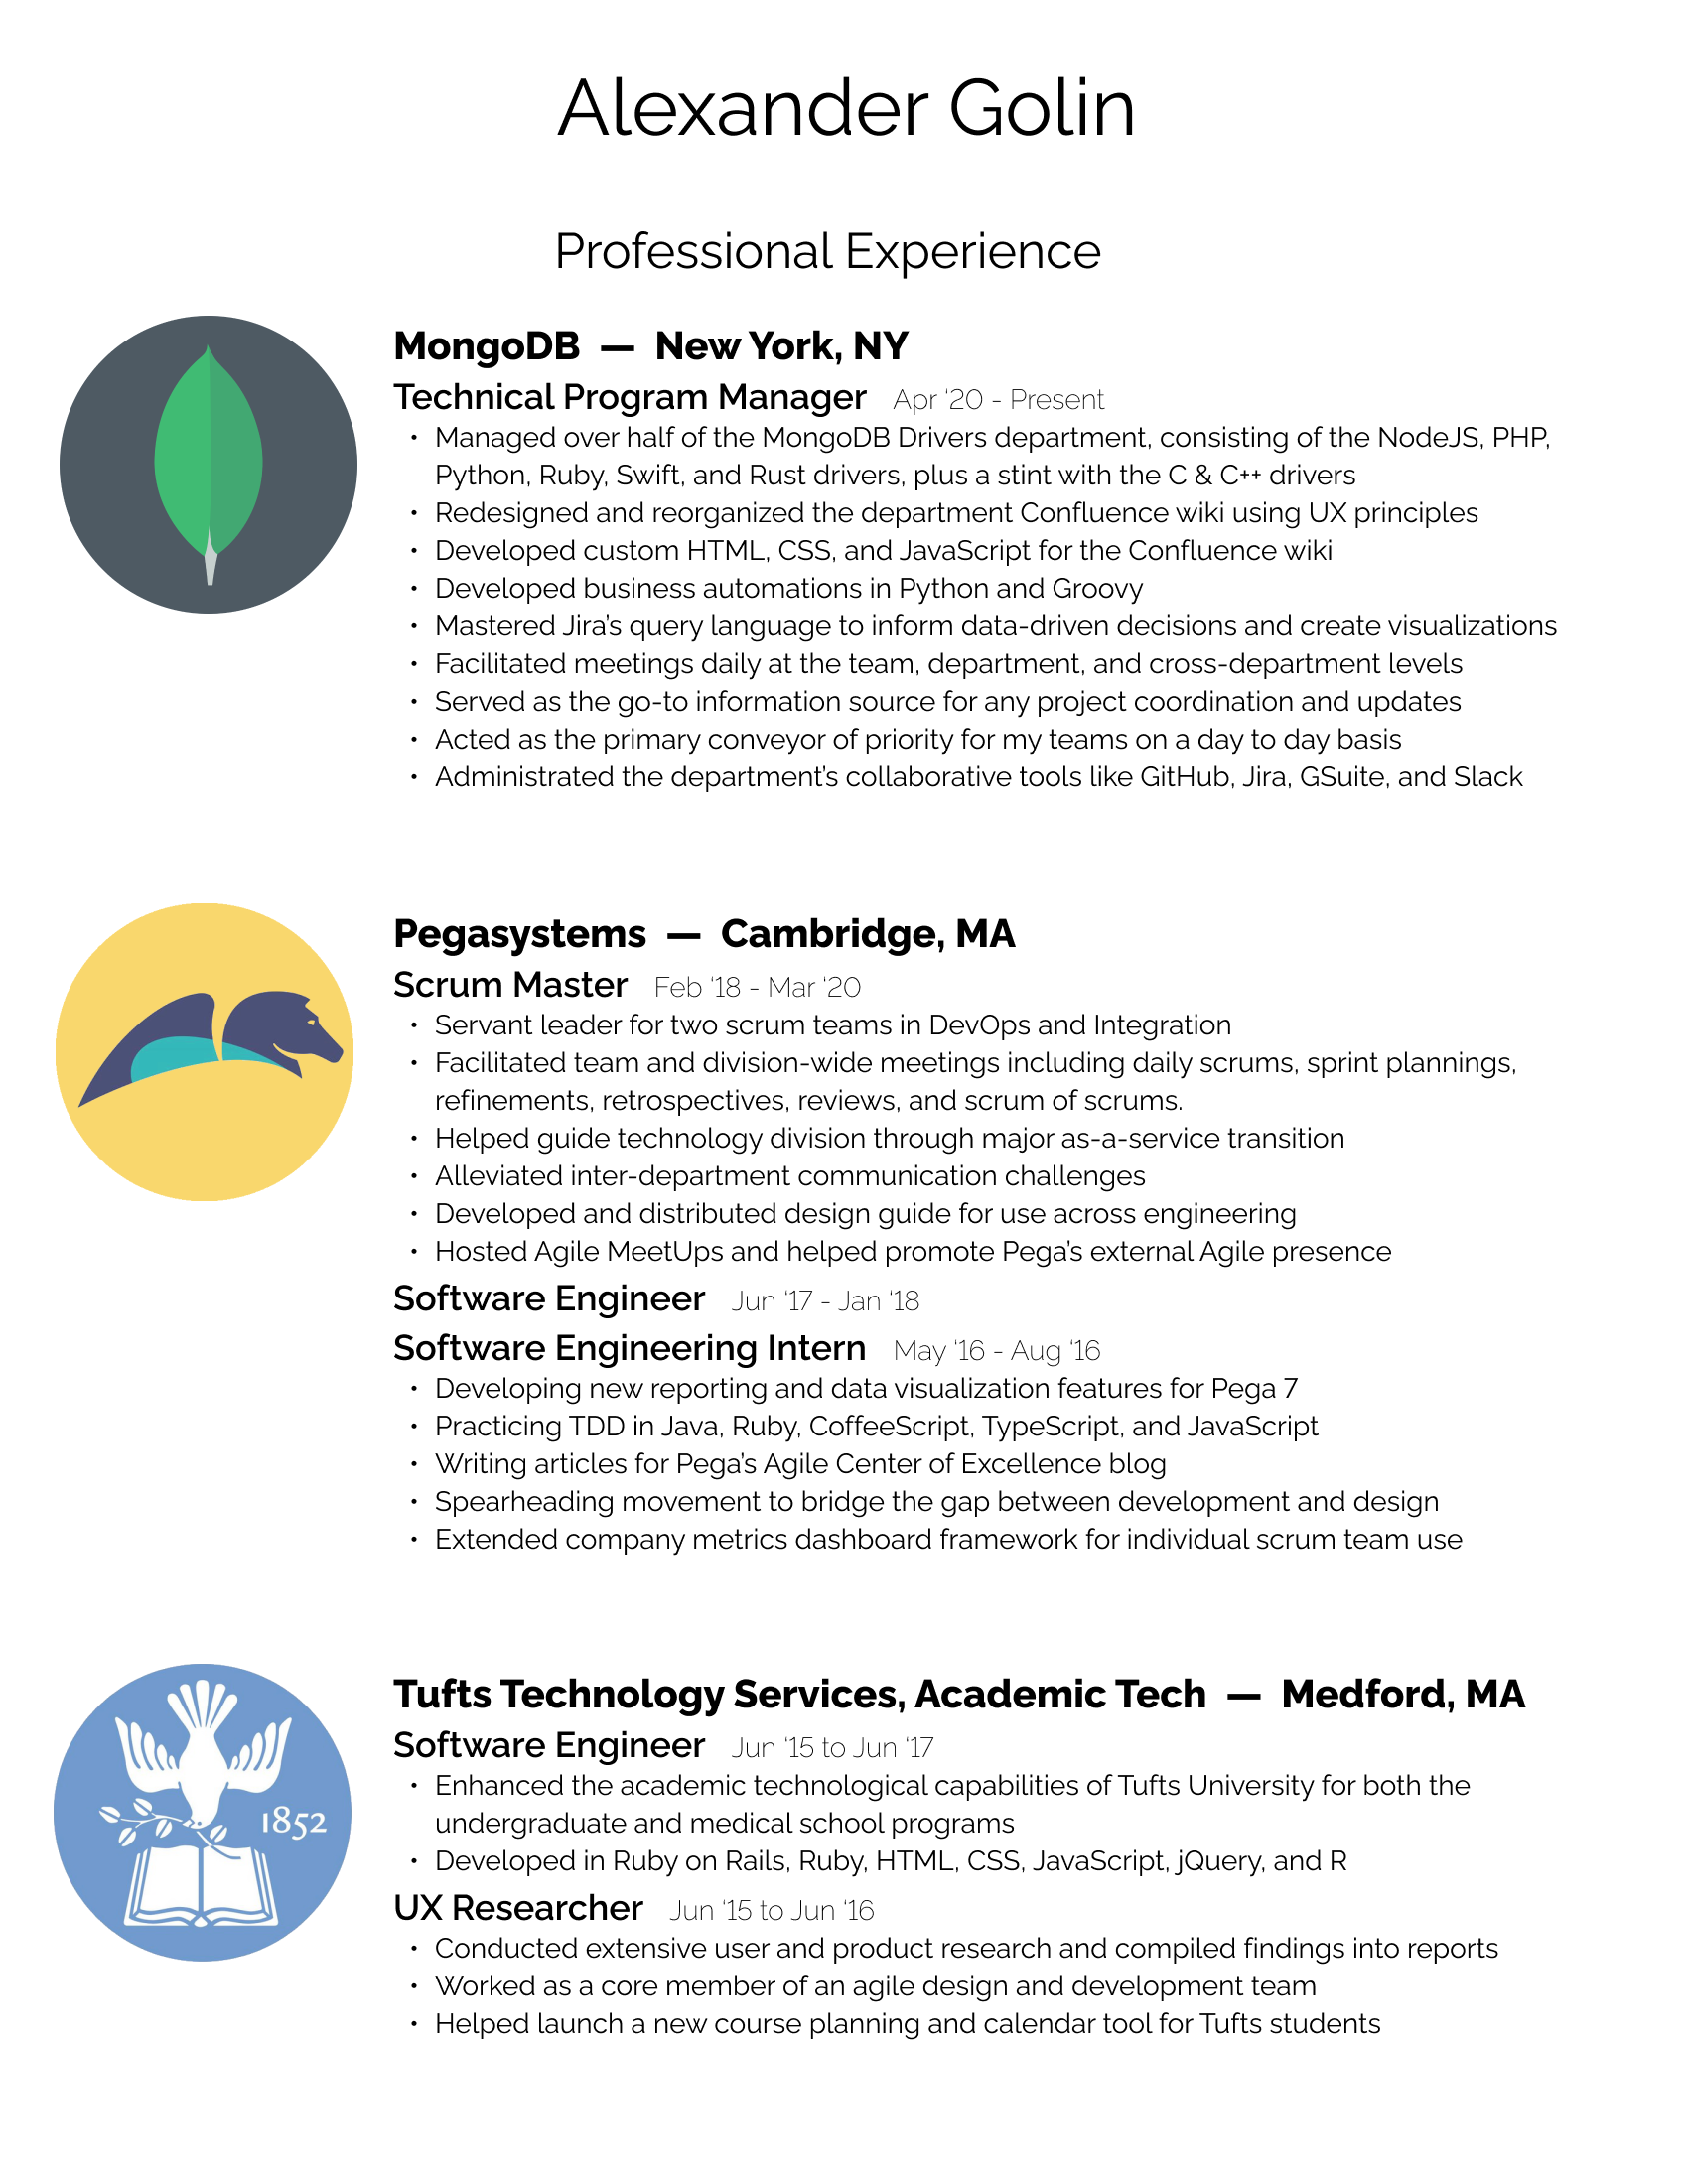 Alexander Golin
Professional Experience
MongoDB — New York, NY
Technical Program Manager Apr ‘20 - Present
• Managed over half of the MongoDB Drivers department, consisting of the NodeJS, PHP,
Python, Ruby, Swift, and Rust drivers, plus a stint with the C & C++ drivers
• Redesigned and reorganized the department Confluence wiki using UX principles
• Developed custom HTML, CSS, and JavaScript for the Confluence wiki
• Developed business automations in Python and Groovy
• Mastered Jira’s query language to inform data-driven decisions and create visualizations
• Facilitated meetings daily at the team, department, and cross-department levels
• Served as the go-to information source for any project coordination and updates
• Acted as the primary conveyor of priority for my teams on a day to day basis
• Administrated the department’s collaborative tools like GitHub, Jira, GSuite, and Slack
Pegasystems — Cambridge, MA
Scrum Master Feb ‘18 - Mar ‘20
• Servant leader for two scrum teams in DevOps and Integration
• Facilitated team and division-wide meetings including daily scrums, sprint plannings,
refinements, retrospectives, reviews, and scrum of scrums.
• Helped guide technology division through major as-a-service transition
• Alleviated inter-department communication challenges
• Developed and distributed design guide for use across engineering
• Hosted Agile MeetUps and helped promote Pega’s external Agile presence
Software Engineer Jun ‘17 - Jan ‘18
Software Engineering Intern May ‘16 - Aug ‘16
• Developing new reporting and data visualization features for Pega 7
• Practicing TDD in Java, Ruby, CoffeeScript, TypeScript, and JavaScript
• Writing articles for Pega’s Agile Center of Excellence blog
• Spearheading movement to bridge the gap between development and design
• Extended company metrics dashboard framework for individual scrum team use
1852
Tufts Technology Services, Academic Tech — Medford, MA
Software Engineer Jun ‘15 to Jun ‘17
• Enhanced the academic technological capabilities of Tufts University for both the
undergraduate and medical school programs
• Developed in Ruby on Rails, Ruby, HTML, CSS, JavaScript, jQuery, and R
UX Researcher Jun ‘15 to Jun ‘16
• Conducted extensive user and product research and compiled findings into reports
• Worked as a core member of an agile design and development team
• Helped launch a new course planning and calendar tool for Tufts students